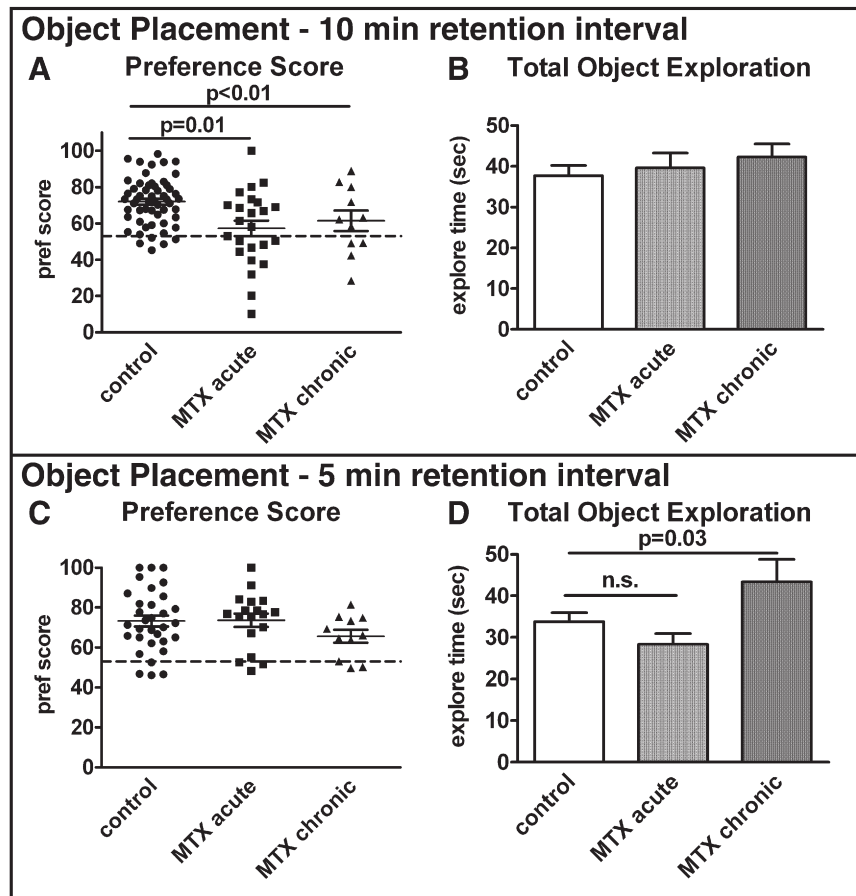 Object Placement - 10 min retention interval
A Preference Score
p<0.01
p=0.01
pref score
100
80
60
40
20
0
control
MTX acute
MTX chronic
B Total Object Exploration
explore time (sec)
50
40
30
20
10
0
control
MTX acute
MTX chronic
Object Placement - 5 min retention interval
C Preference Score
pref score
100
80
60
40
20
0
control
MTX acute
MTX chronic
D Total Object Exploration
p=0.03
n.s.
explore time (sec)
50
40
30
20
10
0
control
MTX acute
MTX chronic